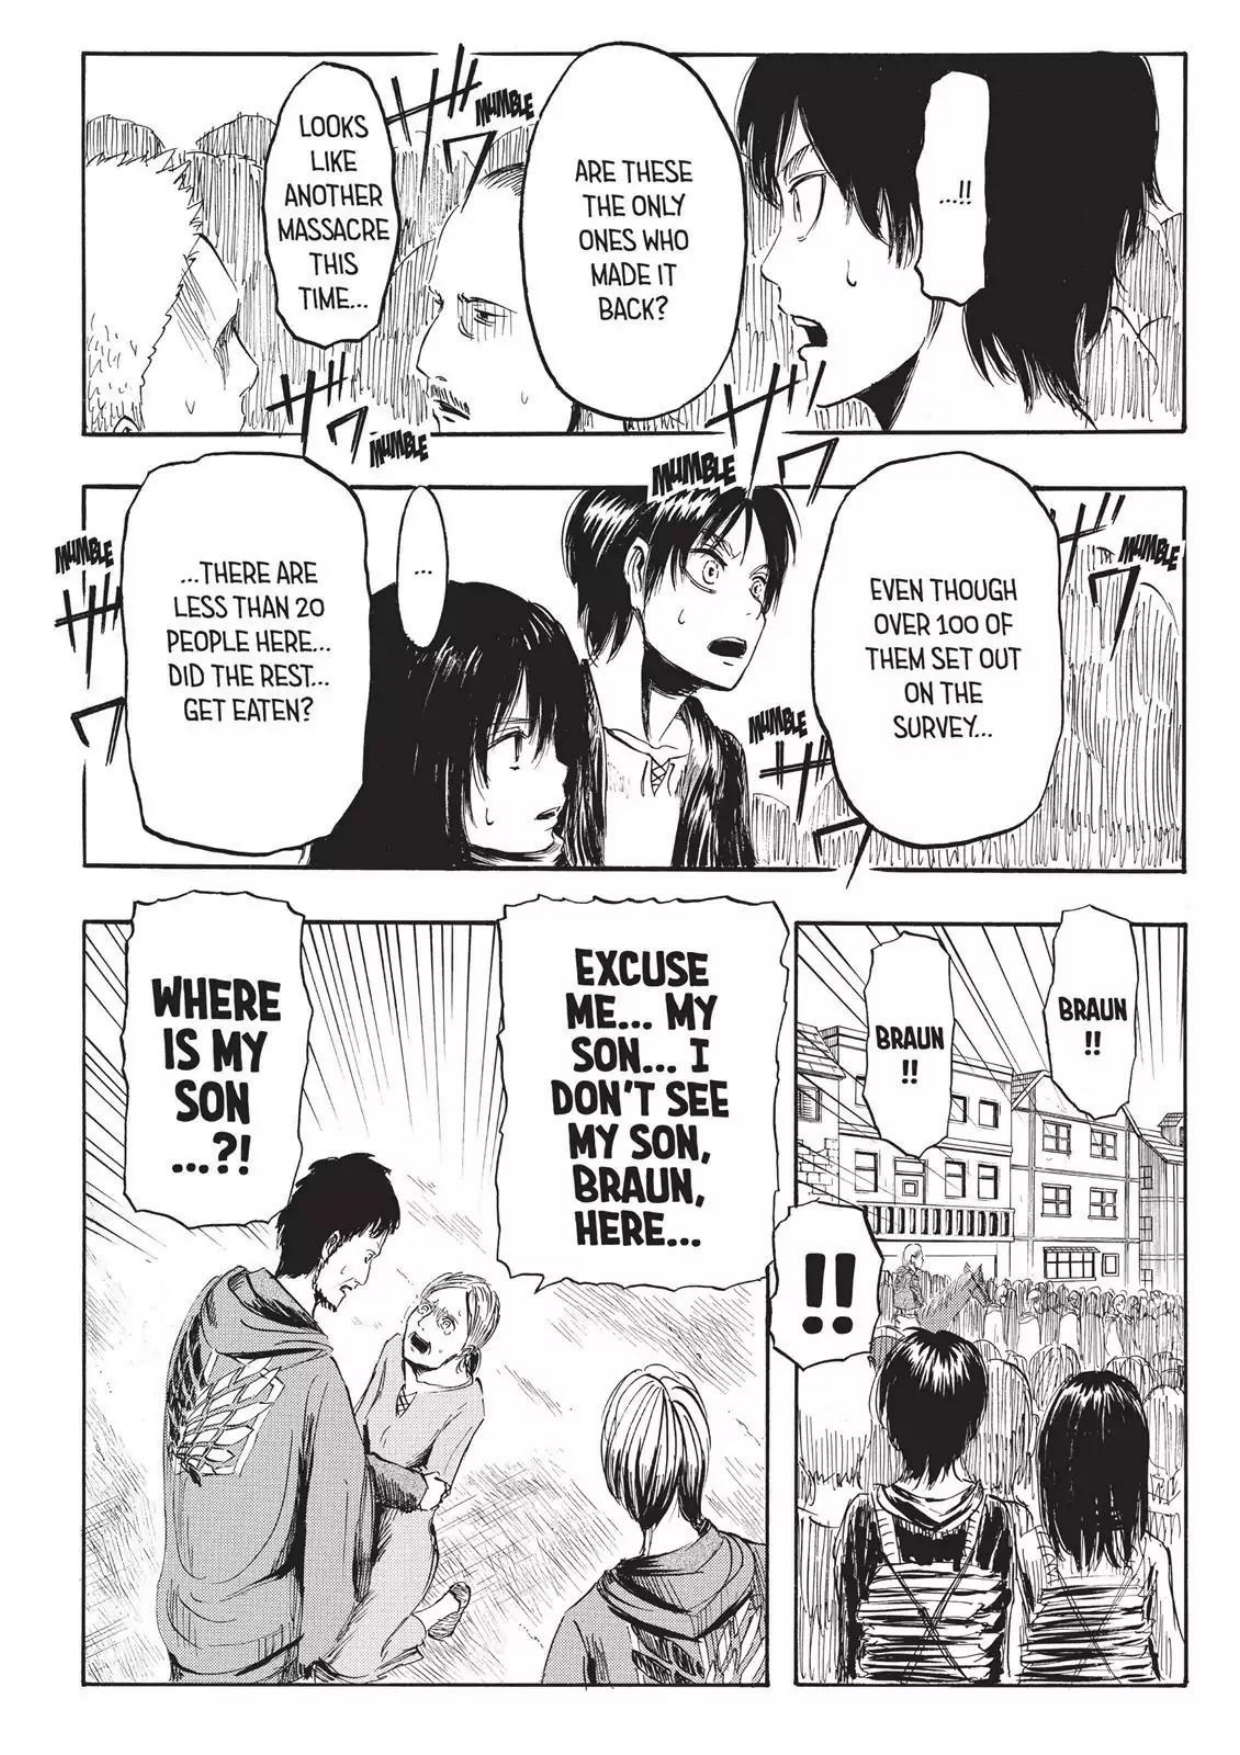 ...!!
ARE THESE
THE ONLY
ONES WHO
MADE IT
BACK?
MUMBLE
LOOKS
LIKE
ANOTHER
MASSACRE
THIS
TIME...
MUMBLE
MUMBLE
MUMBLE
EVEN THOUGH
OVER 100 OF
THEM SET OUT
ON THE
SURVEY...
MUMBLE
...
...THERE ARE
LESS THAN 20
PEOPLE HERE...
DID THE REST...
GET EATEN?
MUMBLE
BRAUN
!!
BRAUN
!!
!!
EXCUSE
ME... MY
SON... I
DON'T SEE
MY SON,
BRAUN,
HERE...
WHERE
IS MY
SON
...?!